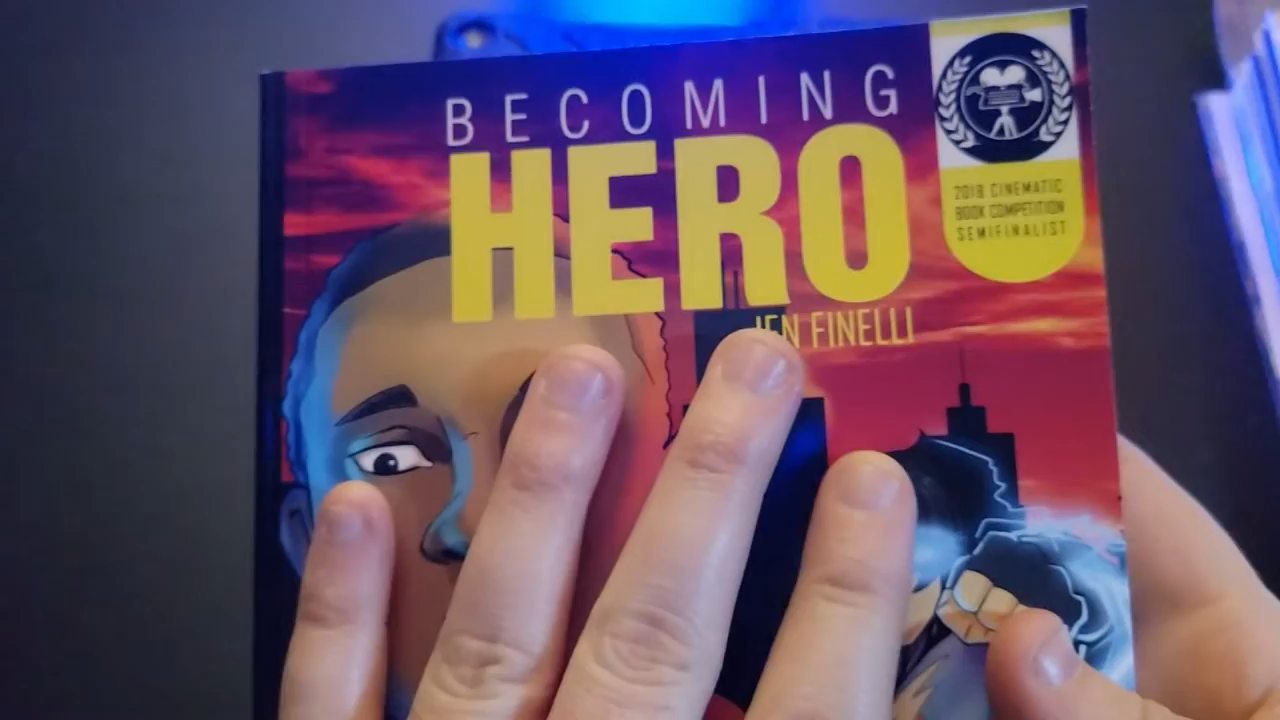 BECOMING
HERO
JEN FINELLI
2018 CINEMATIC
BOOK COMPETITION
SEMIFINALIST